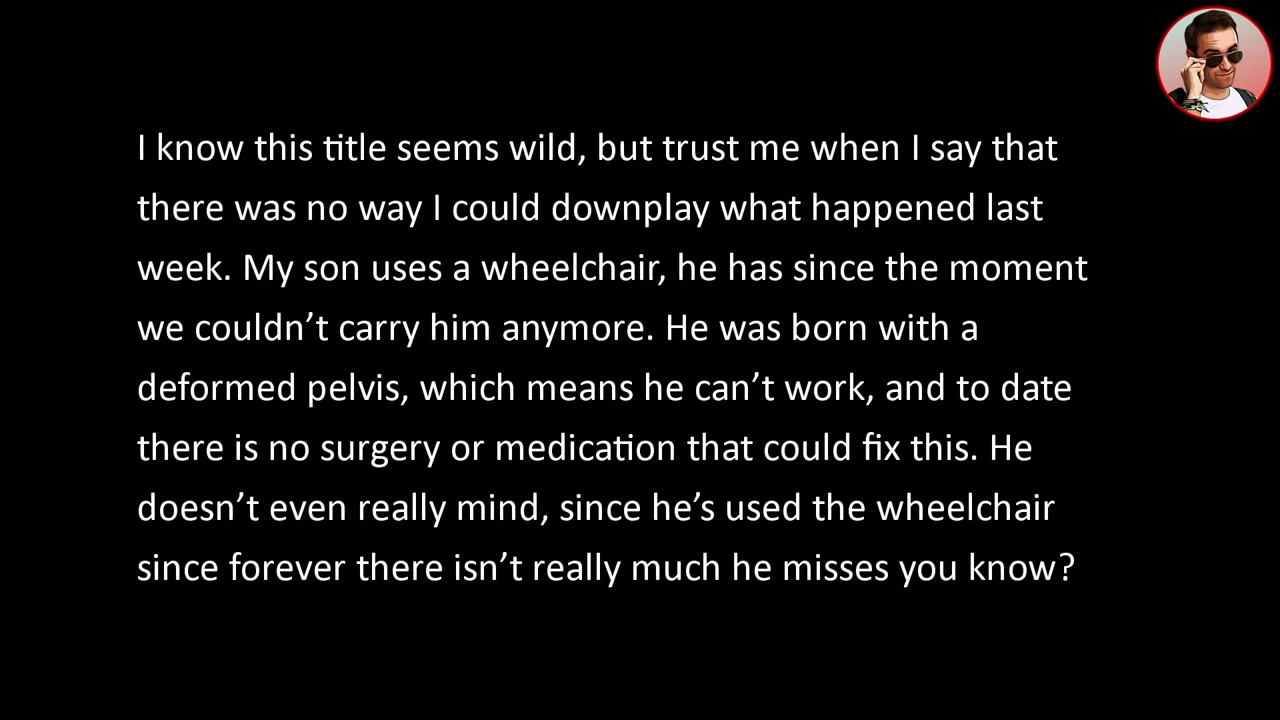 I know this title seems wild, but trust me when I say that
there was no way I could downplay what happened last
week. My son uses a wheelchair, he has since the moment
we couldn’t carry him anymore. He was born with a
deformed pelvis, which means he can’t work, and to date
there is no surgery or medication that could fix this. He
doesn’t even really mind, since he’s used the wheelchair
since forever there isn’t really much he misses you know?